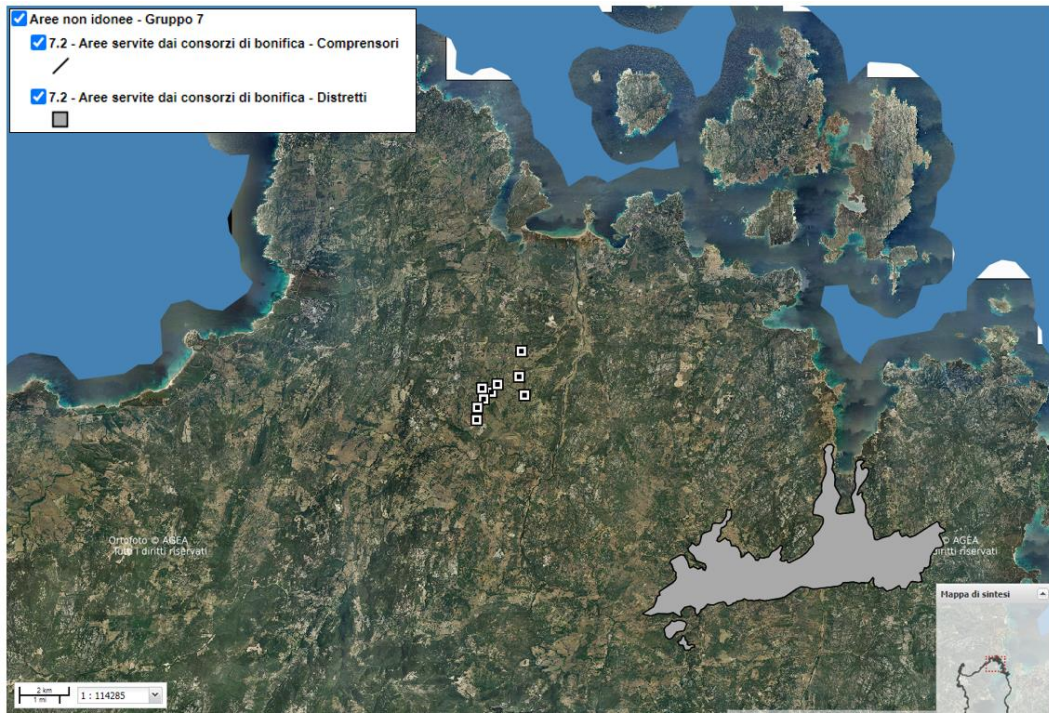 Aree non idonee - Gruppo 7
7.2 - Aree servite dai consorzi di bonifica - Comprensori
7.2 - Aree servite dai consorzi di bonifica - Distretti
Ortofoto © AGEA
Tutti i diritti riservati
© AGEA
diritti riservati
Mappa di sintesi
2 km
1 mi
1 : 114285